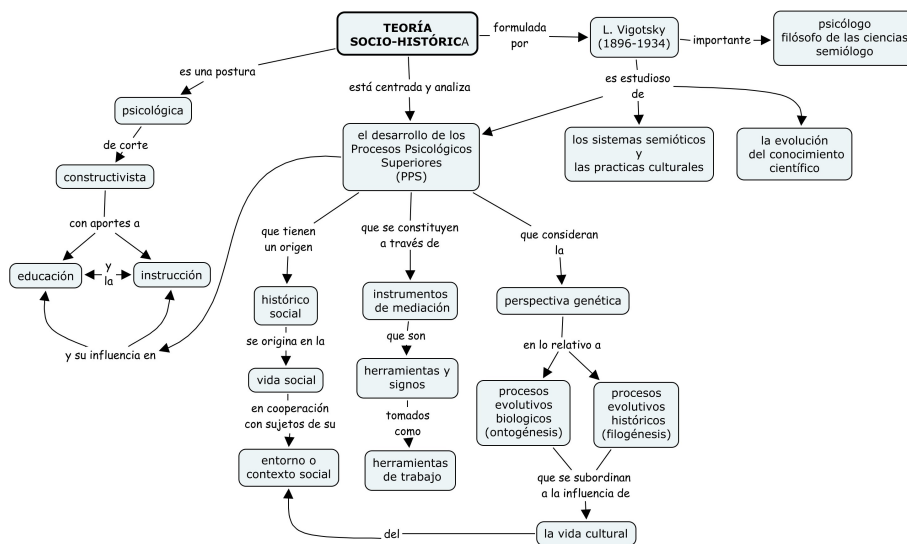 TEORÍA
SOCIO-HISTÓRICA
formulada
por
L. Vigotsky
(1896-1934)
importante
psicólogo
filósofo de las ciencias
semiólogo
es una postura
está centrada y analiza
es estudioso
de
psicológica
de corte
constructivista
con aportes a
educación
y
la
instrucción
y su influencia en
el desarrollo de los
Procesos Psicológicos
Superiores
(PPS)
los sistemas semióticos
y
las practicas culturales
la evolución
del conocimiento
científico
que tienen
un origen
histórico
social
se origina en la
vida social
en cooperación
con sujetos de su
entorno o
contexto social
que se constituyen
a través de
instrumentos
de mediación
que son
herramientas y
signos
tomados
como
herramientas
de trabajo
que consideran
la
perspectiva genética
en lo relativo a
procesos
evolutivos
biologicos
(ontogénesis)
procesos
evolutivos
históricos
(filogénesis)
que se subordinan
a la influencia de
la vida cultural
del